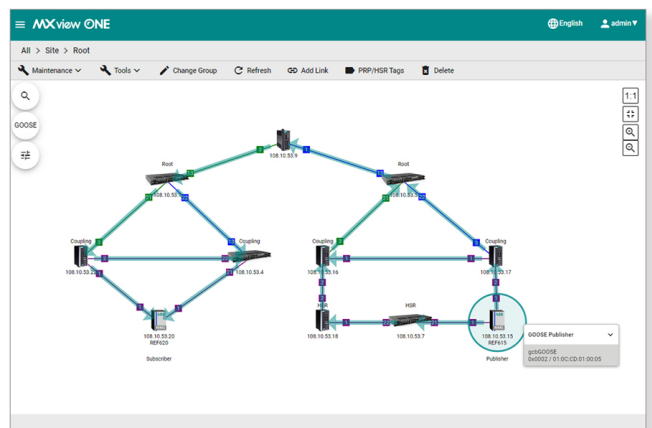 MXview ONE
English
admin
All > Site > Root
Maintenance
Tools
Change Group
Refresh
Add Link
PRP/HSR Tags
Delete
GOOSE
1:1
108.10.53.9
Root
Root
Coupling
Coupling
Coupling
Coupling
108.10.53.4
108.10.53.16
108.10.53.17
HSR
HSR
108.10.53.20
REF620
108.10.53.18
108.10.53.7
108.10.53.15
REF615
Subscriber
Publisher
GOOSE Publisher
gcbGOOSE
0x0002 / 01:0C:CD:01:00:05